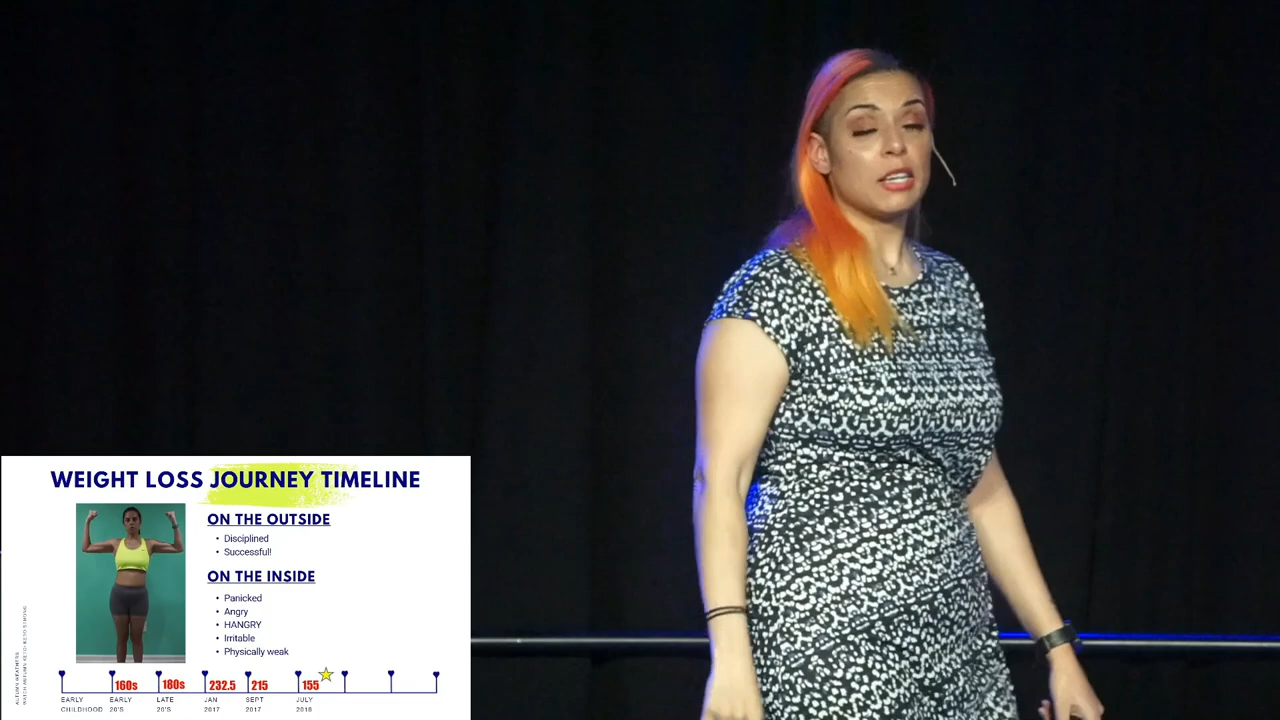 WEIGHT LOSS JOURNEY TIMELINE
ON THE OUTSIDE
• Disciplined
• Successful!
ON THE INSIDE
• Panicked
• Angry
• HANGRY
• Irritable
• Physically weak
160s 180s 232.5 215 155
EARLY CHILDHOOD
EARLY 20'S
LATE 20'S
JAN 2017
SEPT 2017
JULY 2018